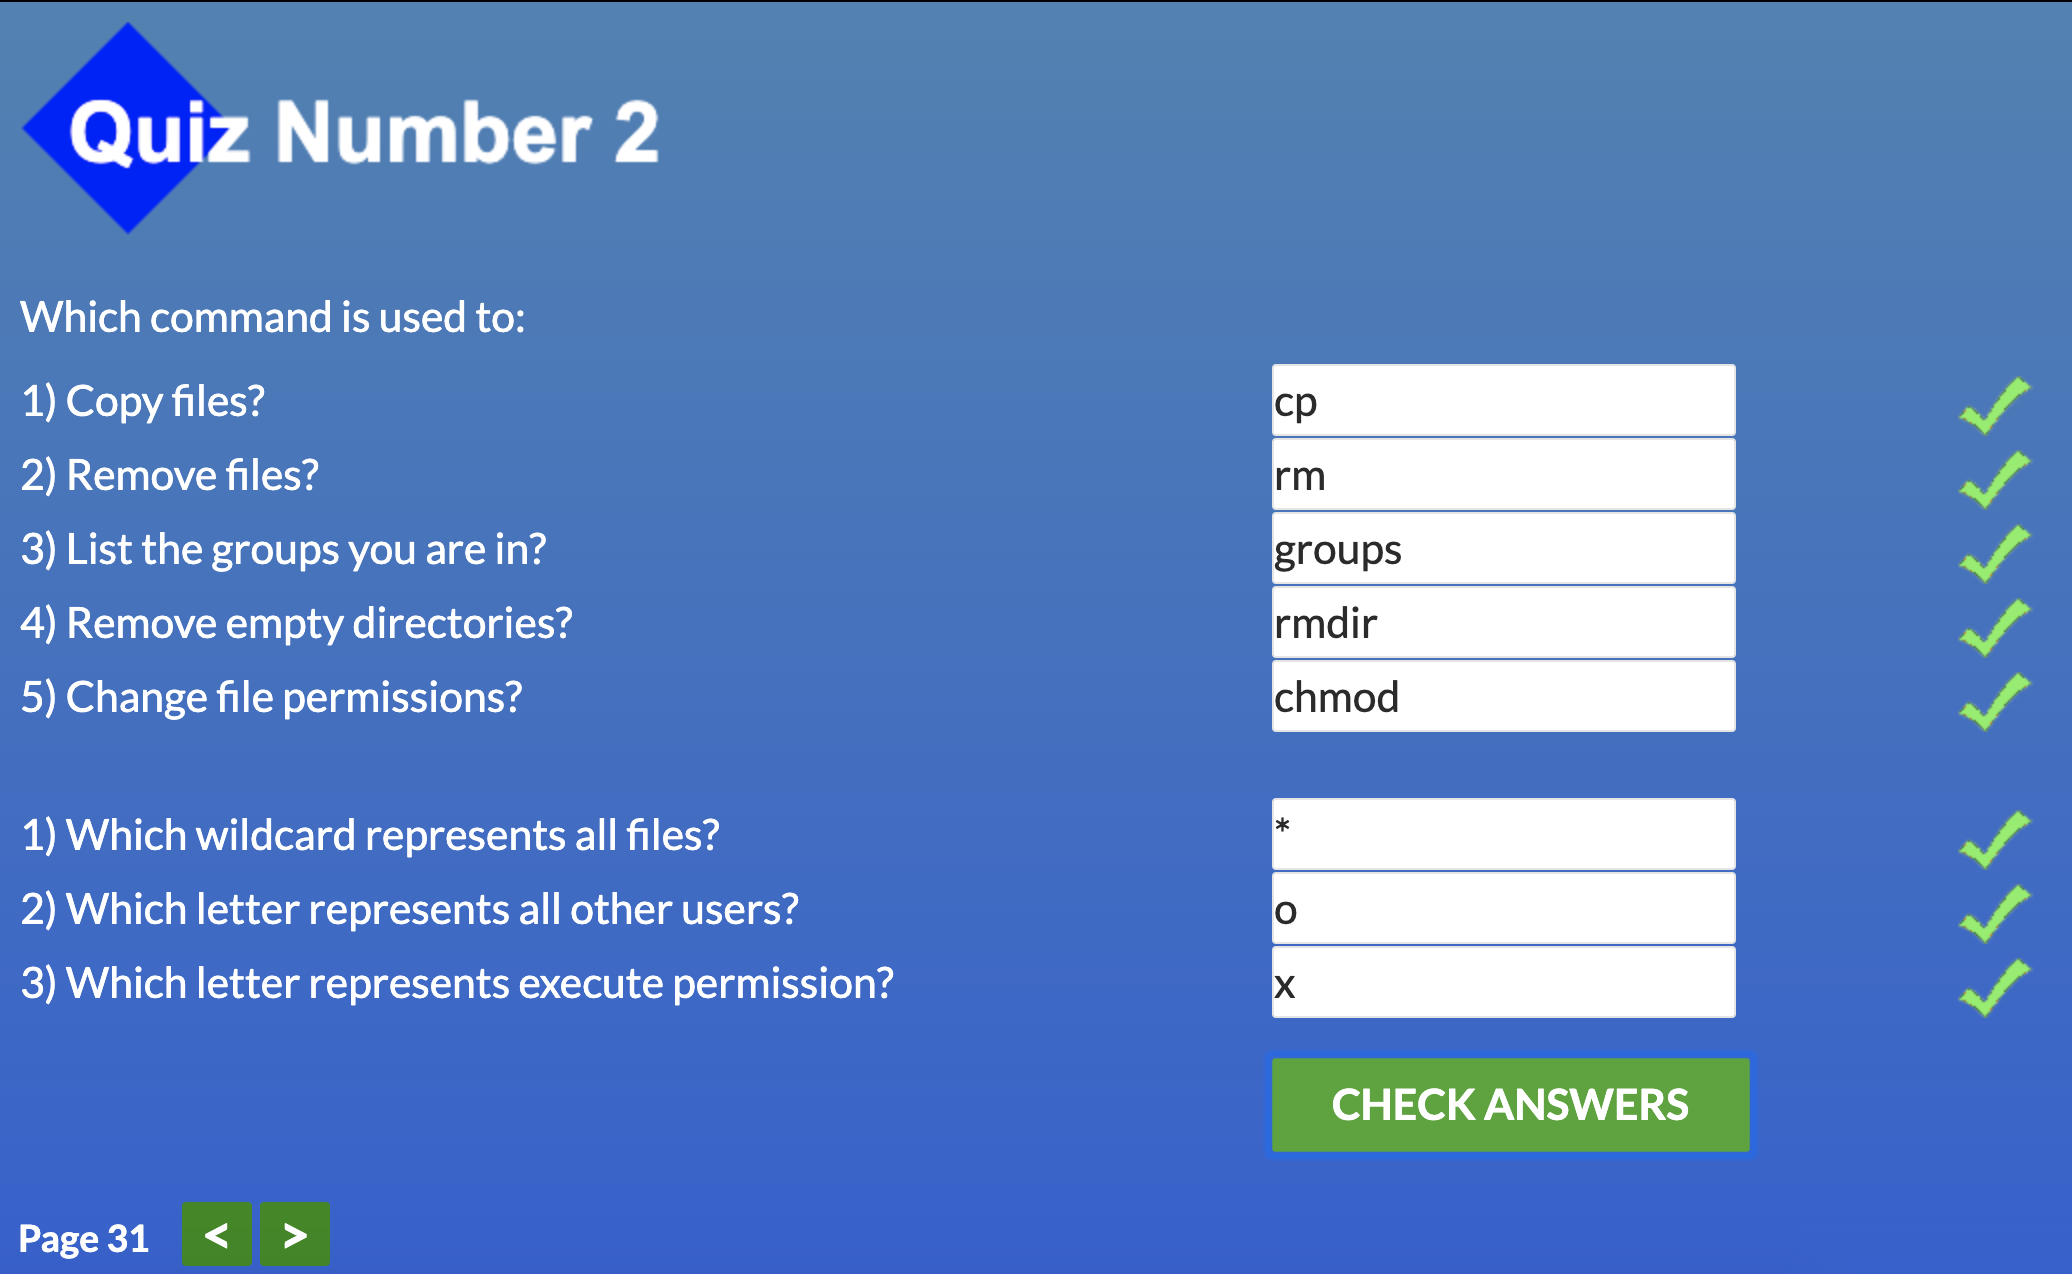 Quiz Number 2
Which command is used to:
1) Copy files? cp
2) Remove files? rm
3) List the groups you are in? groups
4) Remove empty directories? rmdir
5) Change file permissions? chmod
1) Which wildcard represents all files? *
2) Which letter represents all other users? o
3) Which letter represents execute permission? x
CHECK ANSWERS
Page 31 < >